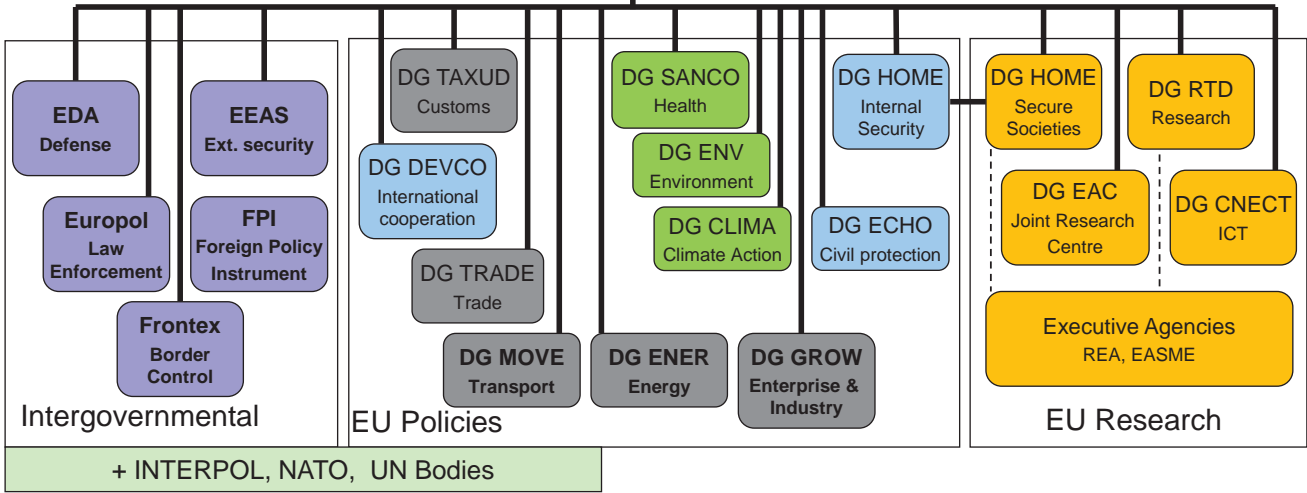 EDA
Defense
EEAS
Ext. security
Europol
Law
Enforcement
FPI
Foreign Policy
Instrument
Frontex
Border
Control
Intergovernmental
DG TAXUD
Customs
DG DEVCO
International
cooperation
DG TRADE
Trade
DG MOVE
Transport
DG SANCO
Health
DG ENV
Environment
DG CLIMA
Climate Action
DG ENER
Energy
DG GROW
Enterprise &
Industry
DG HOME
Internal
Security
DG ECHO
Civil protection
EU Policies
DG HOME
Secure
Societies
DG RTD
Research
DG EAC
Joint Research
Centre
DG CNECT
ICT
Executive Agencies
REA, EASME
EU Research
+ INTERPOL, NATO, UN Bodies